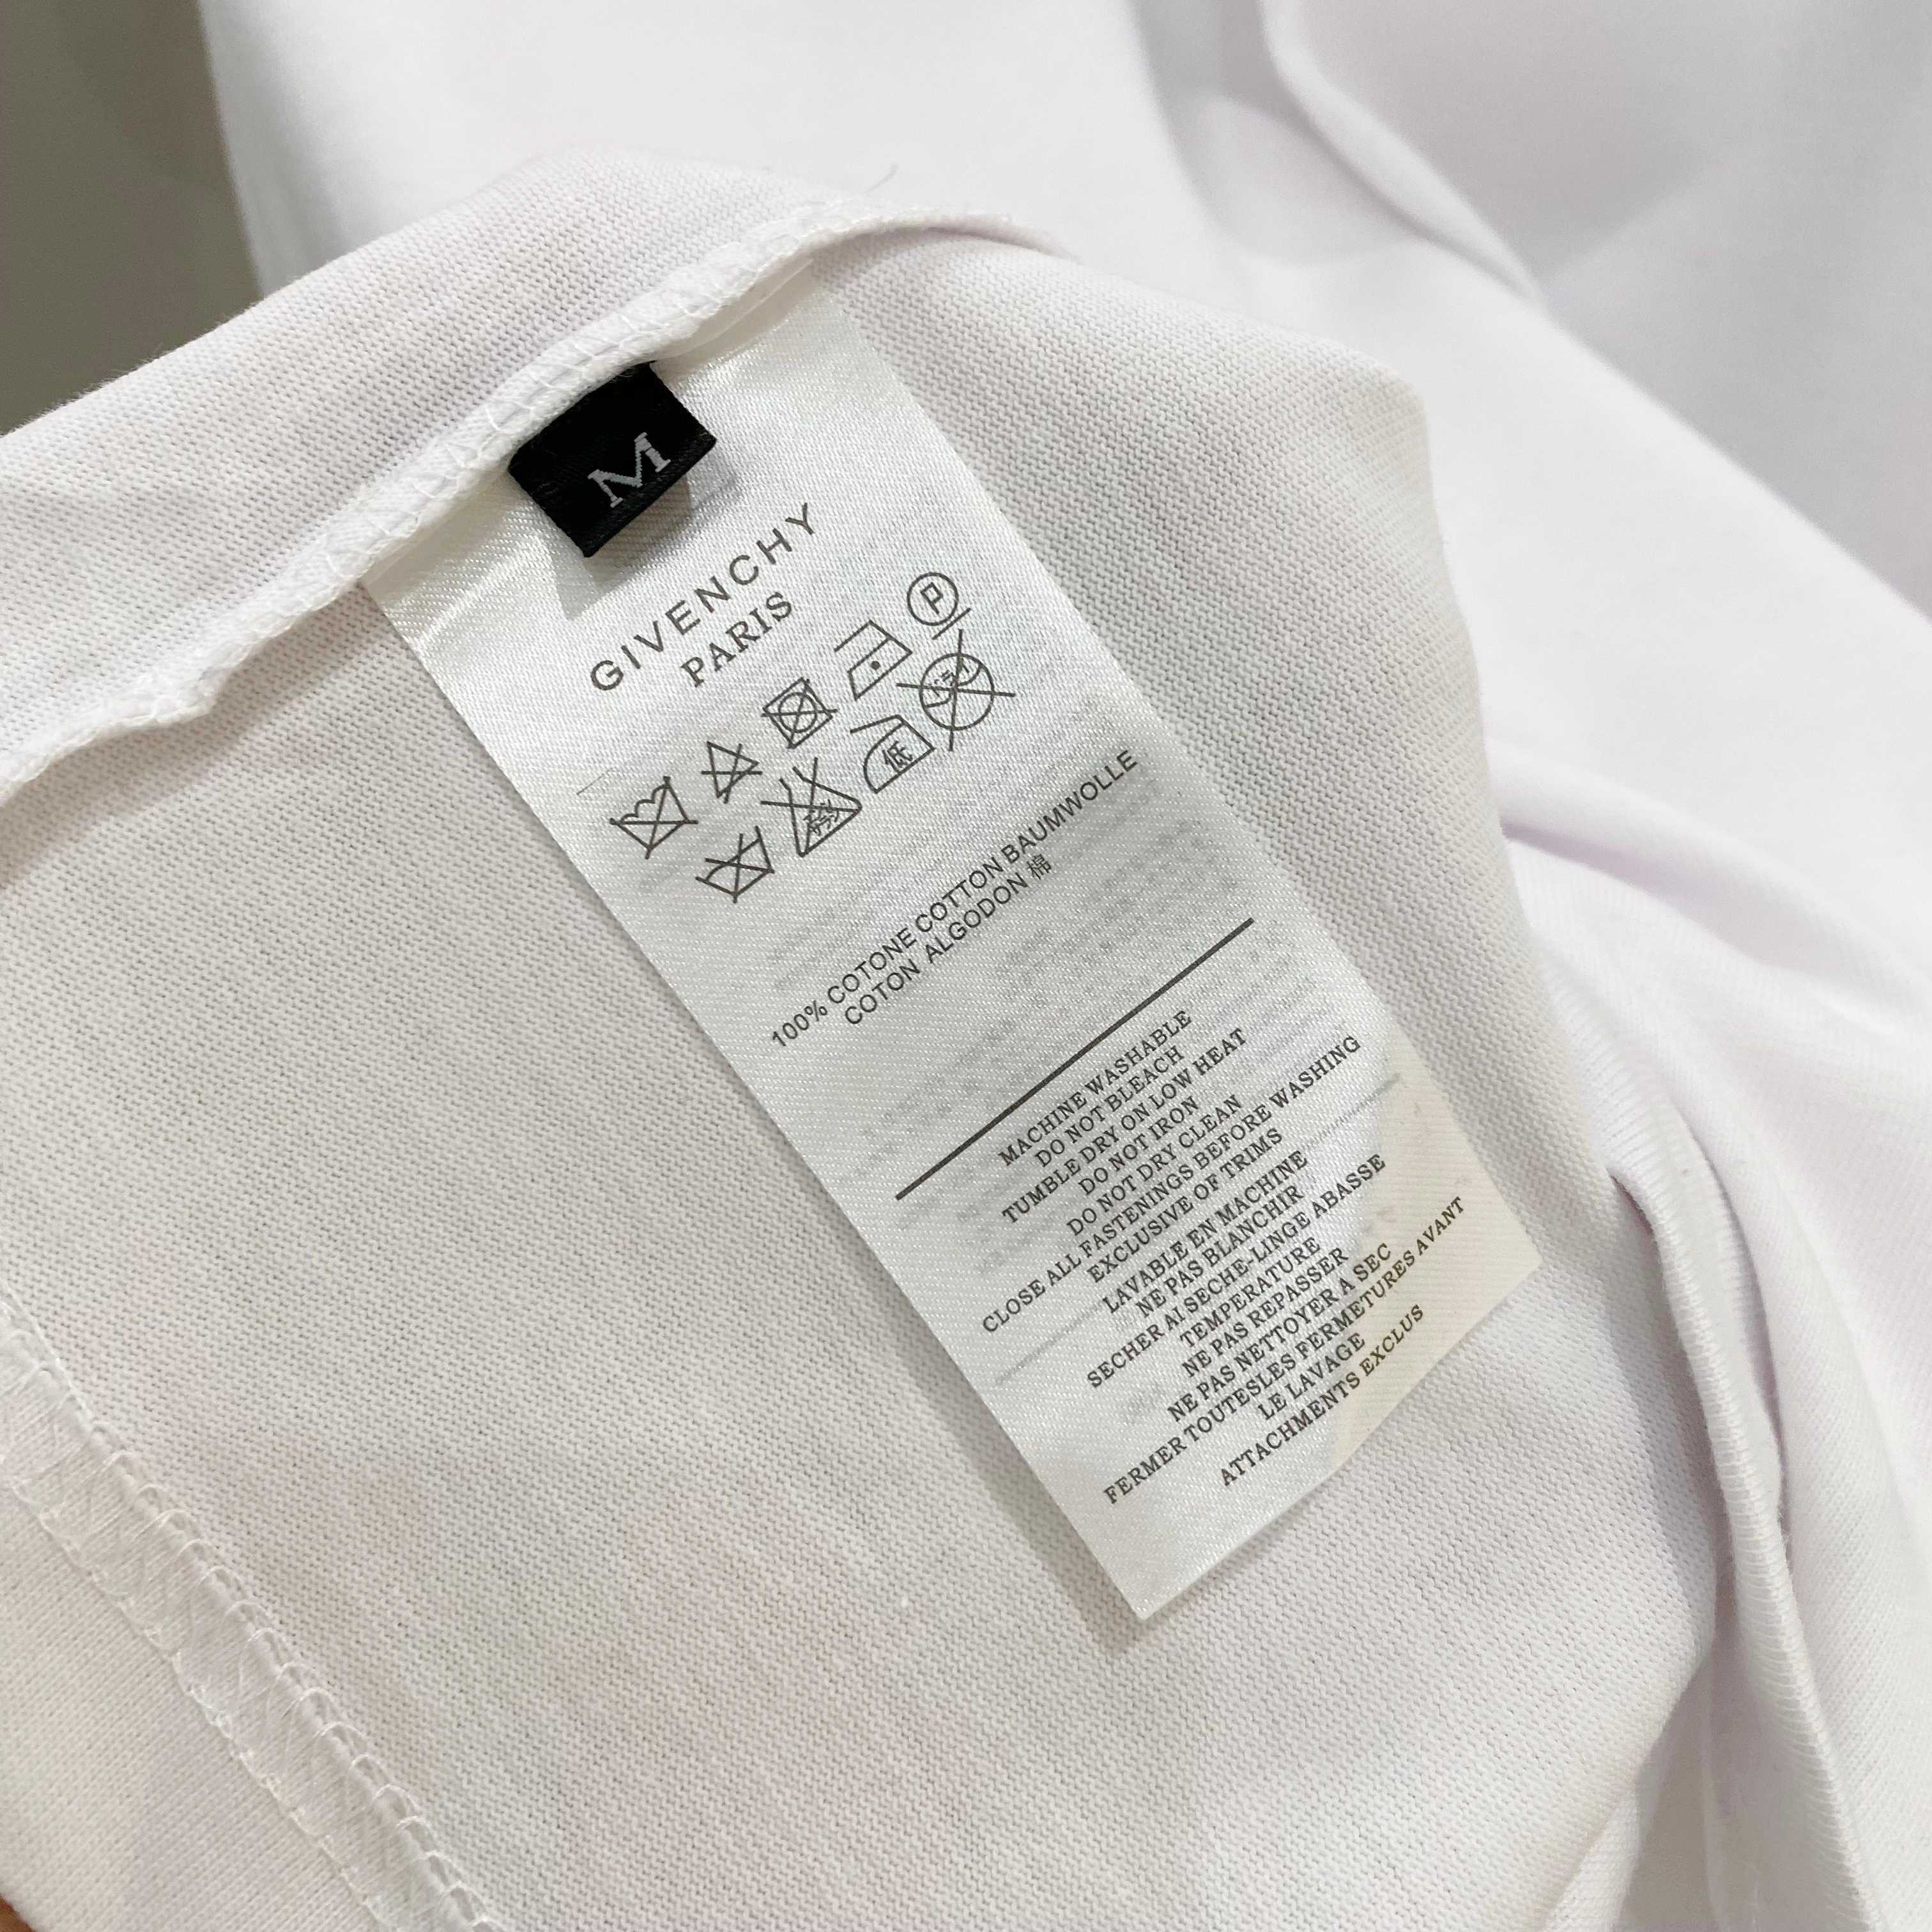 M
GIVENCHY
PARIS
P
ドライ
低
100% COTONE COTTON BAUMWOLLE
COTON ALGODON 棉
MACHINE WASHABLE
DO NOT BLEACH
TUMBLE DRY ON LOW HEAT
DO NOT IRON
DO NOT DRY CLEAN
CLOSE ALL FASTENINGS BEFORE WASHING
EXCLUSIVE OF TRIMS
LAVABLE EN MACHINE
NE PAS BLANCHIR
SECHER AI SECHE-LINGE ABASSE
TEMPERATURE
NE PAS REPASSER
NE PAS NETTOYER A SEC
FERMER TOUTESLES FERMETURES AVANT
LE LAVAGE
ATTACHMENTS EXCLUS